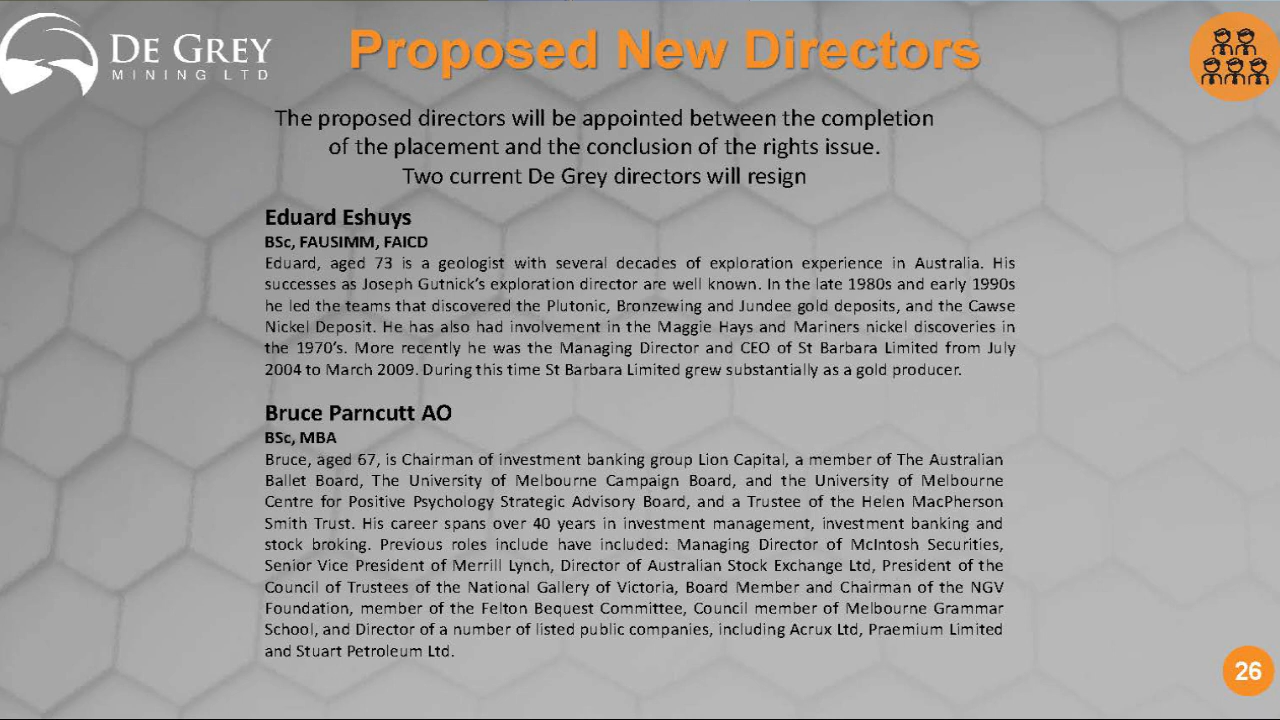 DE GREY
MINING LTD
Proposed New Directors
The proposed directors will be appointed between the completion
of the placement and the conclusion of the rights issue.
Two current De Grey directors will resign
Eduard Eshuys
BSc, FAUSIMM, FAICD
Eduard, aged 73 is a geologist with several decades of exploration experience in Australia. His
successes as Joseph Gutnick's exploration director are well known. In the late 1980s and early 1990s
he led the teams that discovered the Plutonic, Bronzewing and Jundee gold deposits, and the Cawse
Nickel Deposit. He has also had involvement in the Maggie Hays and Mariners nickel discoveries in
the 1970's. More recently he was the Managing Director and CEO of St Barbara Limited from July
2004 to March 2009. During this time St Barbara Limited grew substantially as a gold producer.
Bruce Parncutt AO
BSc, MBA
Bruce, aged 67, is Chairman of investment banking group Lion Capital, a member of The Australian
Ballet Board, The University of Melbourne Campaign Board, and the University of Melbourne
Centre for Positive Psychology Strategic Advisory Board, and a Trustee of the Helen MacPherson
Smith Trust. His career spans over 40 years in investment management, investment banking and
stock broking. Previous roles include have included: Managing Director of McIntosh Securities,
Senior Vice President of Merrill Lynch, Director of Australian Stock Exchange Ltd, President of the
Council of Trustees of the National Gallery of Victoria, Board Member and Chairman of the NGV
Foundation, member of the Felton Bequest Committee, Council member of Melbourne Grammar
School, and Director of a number of listed public companies, including Acrux Ltd, Praemium Limited
and Stuart Petroleum Ltd.
26